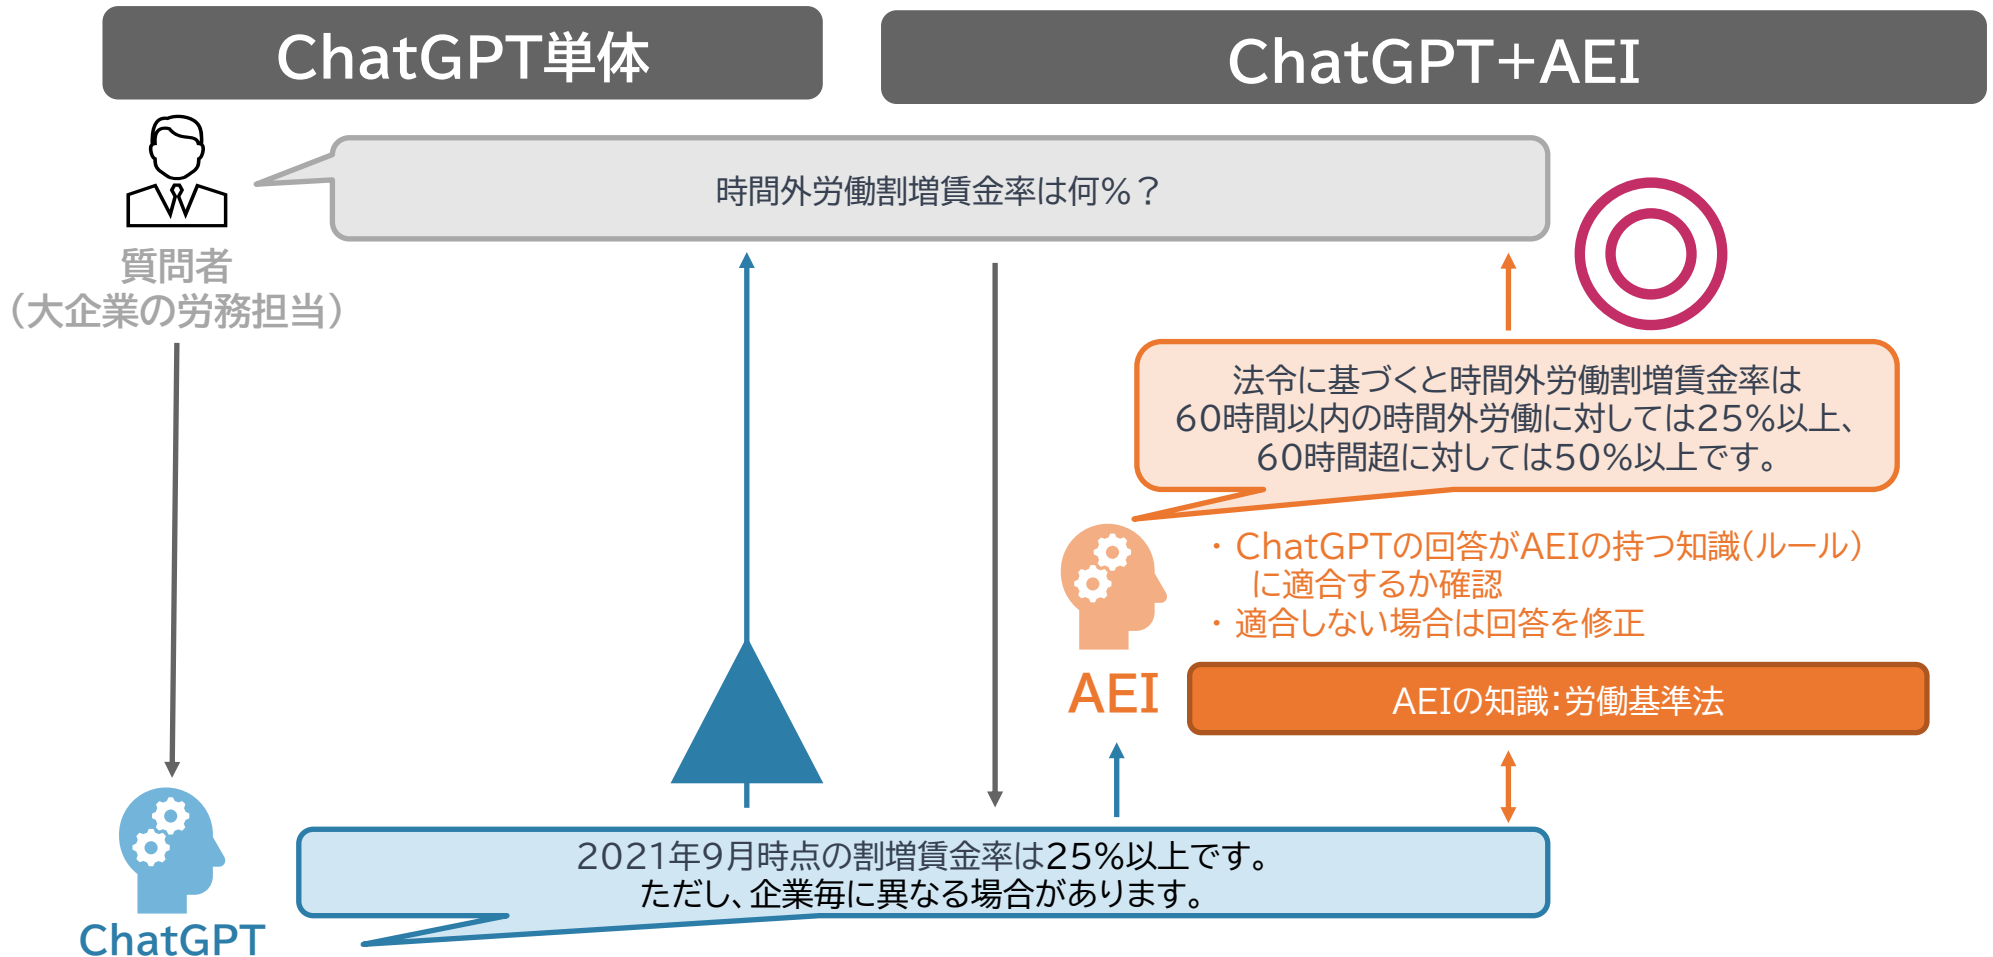 ChatGPT単体
ChatGPT+AEI
時間外労働割増賃金率は何%?
質問者
(大企業の労務担当)
法令に基づくと時間外労働割増賃金率は
60時間以内の時間外労働に対しては25%以上、
60時間超に対しては50%以上です。
・ChatGPTの回答がAEIの持つ知識(ルール)
に適合するか確認
・適合しない場合は回答を修正
AEI
AEIの知識:労働基準法
2021年9月時点の割増賃金率は25%以上です。
ただし、企業毎に異なる場合があります。
ChatGPT